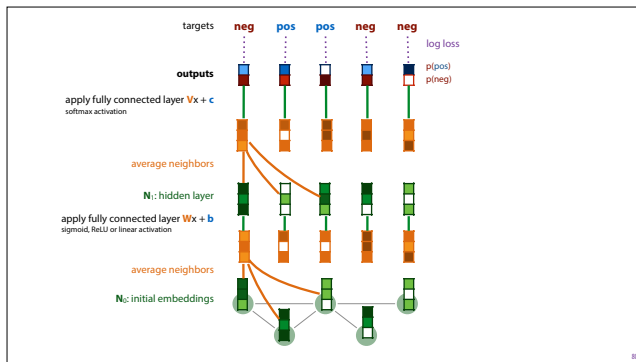 targets
neg pos pos neg neg
log loss
outputs
p(pos)
p(neg)
apply fully connected layer Vx + c
softmax activation
average neighbors
N₁: hidden layer
apply fully connected layer Wx + b
sigmoid, ReLU or linear activation
average neighbors
N₀: initial embeddings